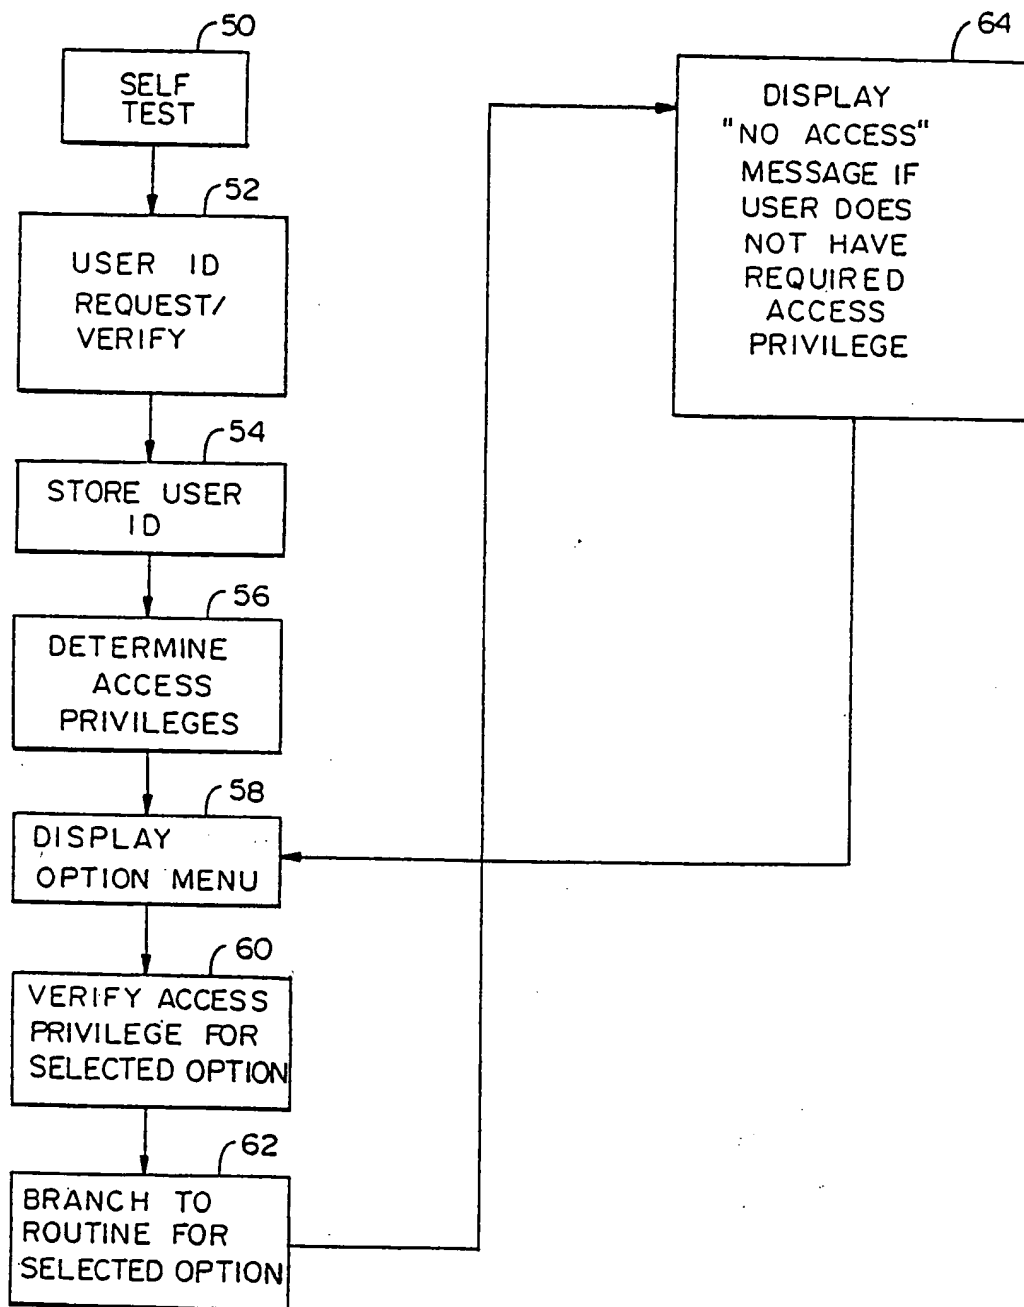 50
SELF
TEST
52
USER ID
REQUEST/
VERIFY
54
STORE USER
ID
56
DETERMINE
ACCESS
PRIVILEGES
58
DISPLAY
OPTION MENU
60
VERIFY ACCESS
PRIVILEGE FOR
SELECTED OPTION
62
BRANCH TO
ROUTINE FOR
SELECTED OPTION
64
DISPLAY
"NO ACCESS"
MESSAGE IF
USER DOES
NOT HAVE
REQUIRED
ACCESS
PRIVILEGE